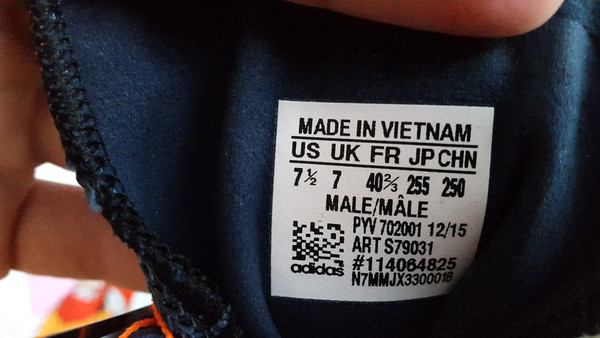 MADE IN VIETNAM
US UK FR JP CHN
7½ 7 40⅔ 255 250
MALE/MÂLE
PYV 702001 12/15
ART S79031
#114064825
adidas N7MMJX3300018